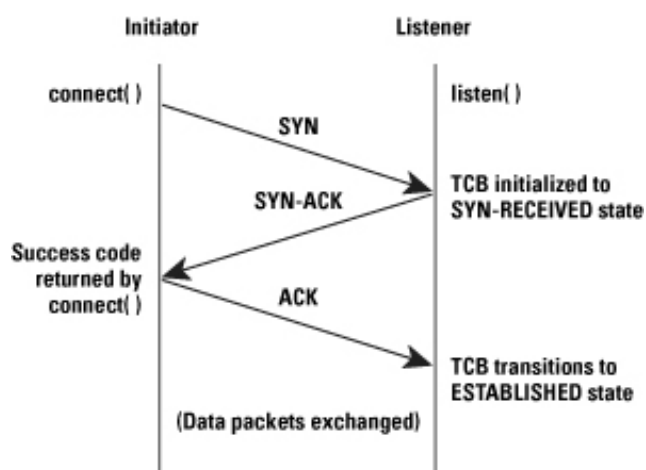 Initiator
Listener
connect( )
listen( )
SYN
TCB initialized to
SYN-RECEIVED state
SYN-ACK
Success code
returned by
connect( )
ACK
TCB transitions to
ESTABLISHED state
(Data packets exchanged)